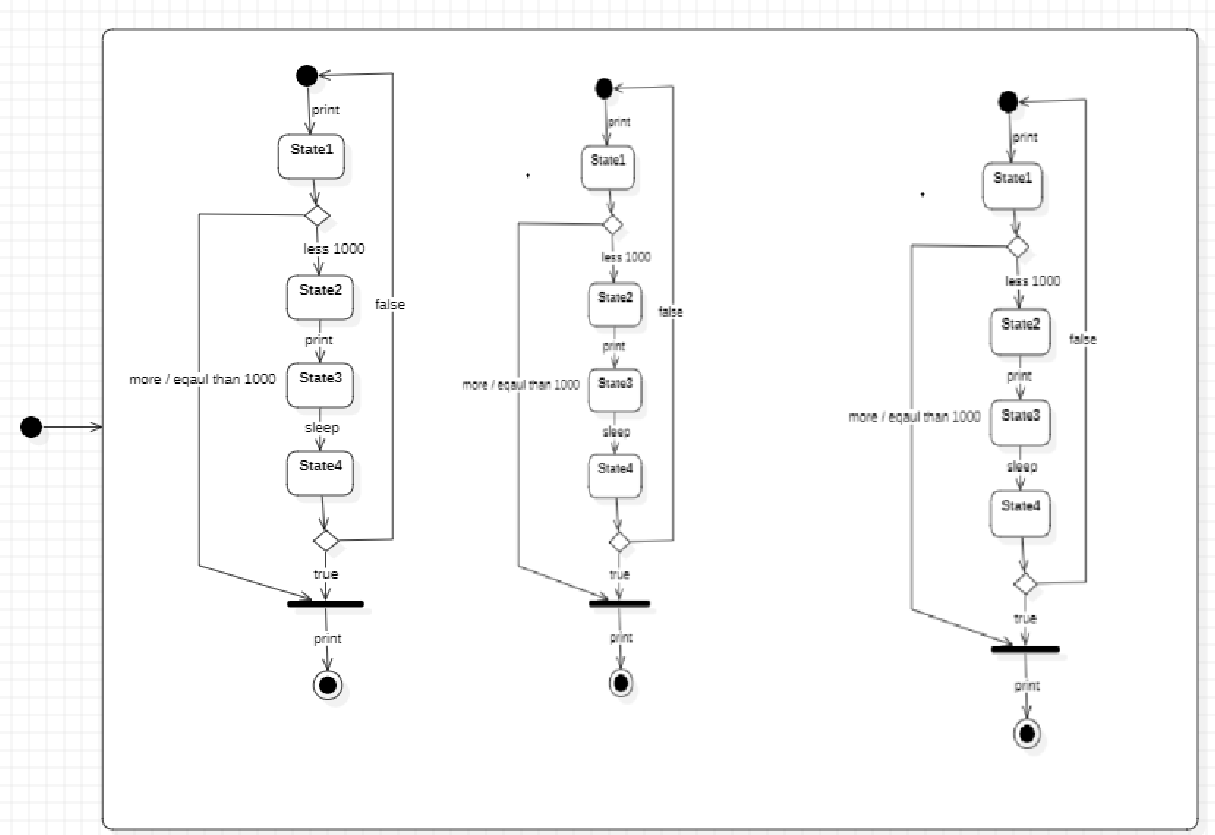 print
State1
less 1000
State2
false
print
more / eqaul than 1000
State3
sleep
State4
true
print
print
State1
less 1000
State2
false
print
more / eqaul than 1000
State3
sleep
State4
true
print
print
State1
less 1000
State2
false
print
more / eqaul than 1000
State3
sleep
State4
true
print